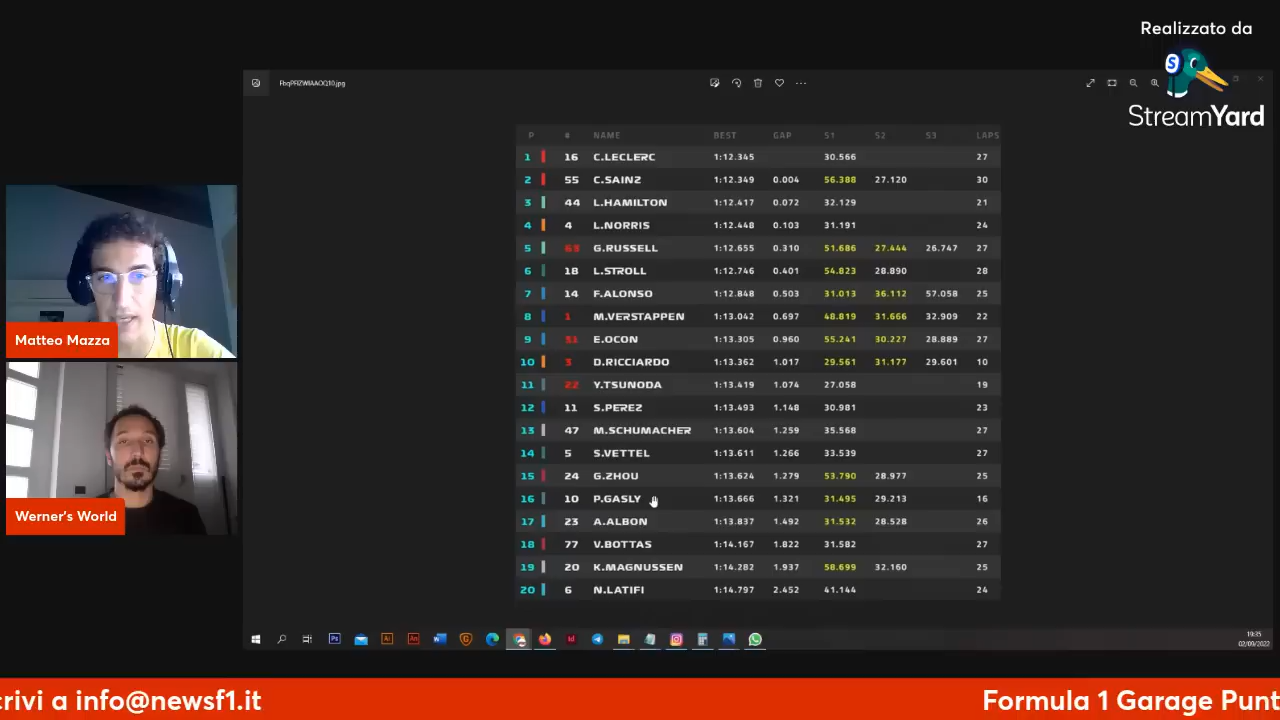 Realizzato da
StreamYard
FbqPFIZWIAAOQ10.jpg
P # NAME BEST GAP S1 S2 S3 LAPS
1 16 C.LECLERC 1:12.345 30.566 27
2 55 C.SAINZ 1:12.349 0.004 56.388 27.120 30
3 44 L.HAMILTON 1:12.417 0.072 32.129 21
4 4 L.NORRIS 1:12.448 0.103 31.191 24
5 63 G.RUSSELL 1:12.655 0.310 51.686 27.444 26.747 27
6 18 L.STROLL 1:12.746 0.401 54.823 28.890 28
7 14 F.ALONSO 1:12.848 0.503 31.013 36.112 57.058 25
8 1 M.VERSTAPPEN 1:13.042 0.697 48.819 31.666 32.909 22
9 31 E.OCON 1:13.305 0.960 55.241 30.227 28.889 27
10 3 D.RICCIARDO 1:13.362 1.017 29.561 31.177 29.601 10
11 22 Y.TSUNODA 1:13.419 1.074 27.058 19
12 11 S.PEREZ 1:13.493 1.148 30.981 23
13 47 M.SCHUMACHER 1:13.604 1.259 35.568 27
14 5 S.VETTEL 1:13.611 1.266 33.539 27
15 24 G.ZHOU 1:13.624 1.279 53.790 28.977 25
16 10 P.GASLY 1:13.666 1.321 31.495 29.213 16
17 23 A.ALBON 1:13.837 1.492 31.532 28.528 26
18 77 V.BOTTAS 1:14.167 1.822 31.582 27
19 20 K.MAGNUSSEN 1:14.282 1.937 58.699 32.160 25
20 6 N.LATIFI 1:14.797 2.452 41.144 24
Matteo Mazza
Werner's World
19:35
02/09/2022
crivi a info@newsf1.it
Formula 1 Garage Punt